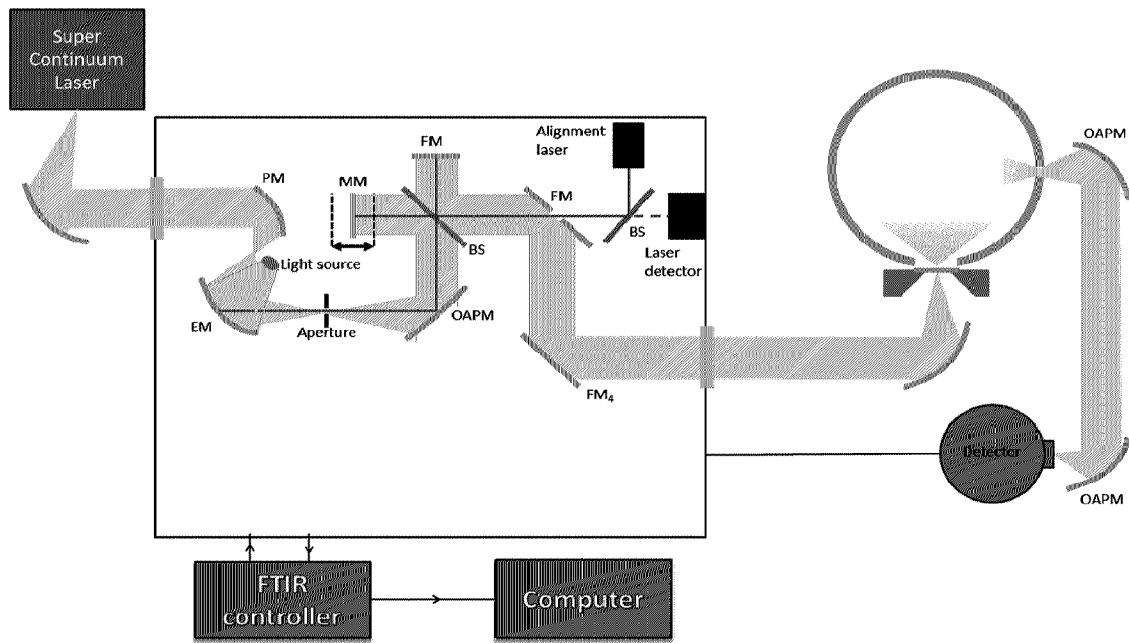 Super
Continuum
Laser
FM
Alignment
laser
OAPM
PM
MM
FM
BS
BS
Light source
Laser
detector
EM
Aperture
OAPM
FM₄
Detector
OAPM
FTIR
controller
Computer